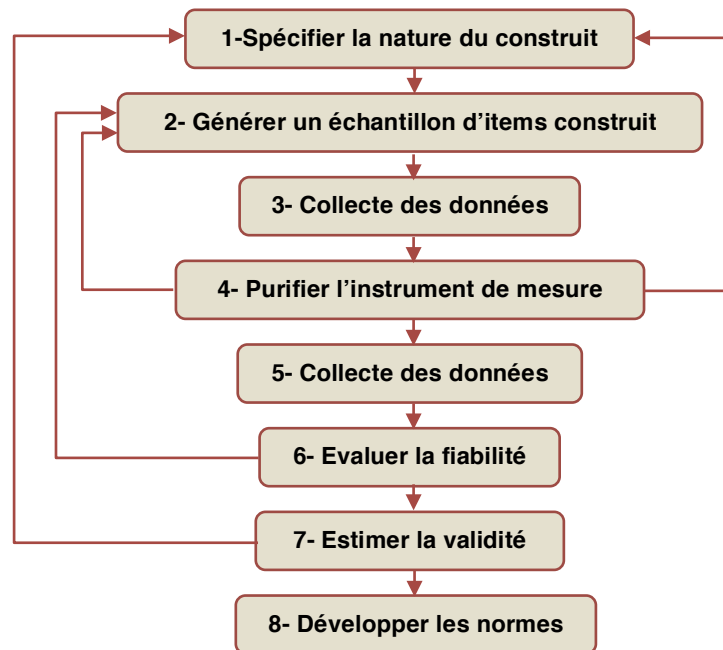 1-Spécifier la nature du construit
2- Générer un échantillon d’items construit
3- Collecte des données
4- Purifier l’instrument de mesure
5- Collecte des données
6- Evaluer la fiabilité
7- Estimer la validité
8- Développer les normes